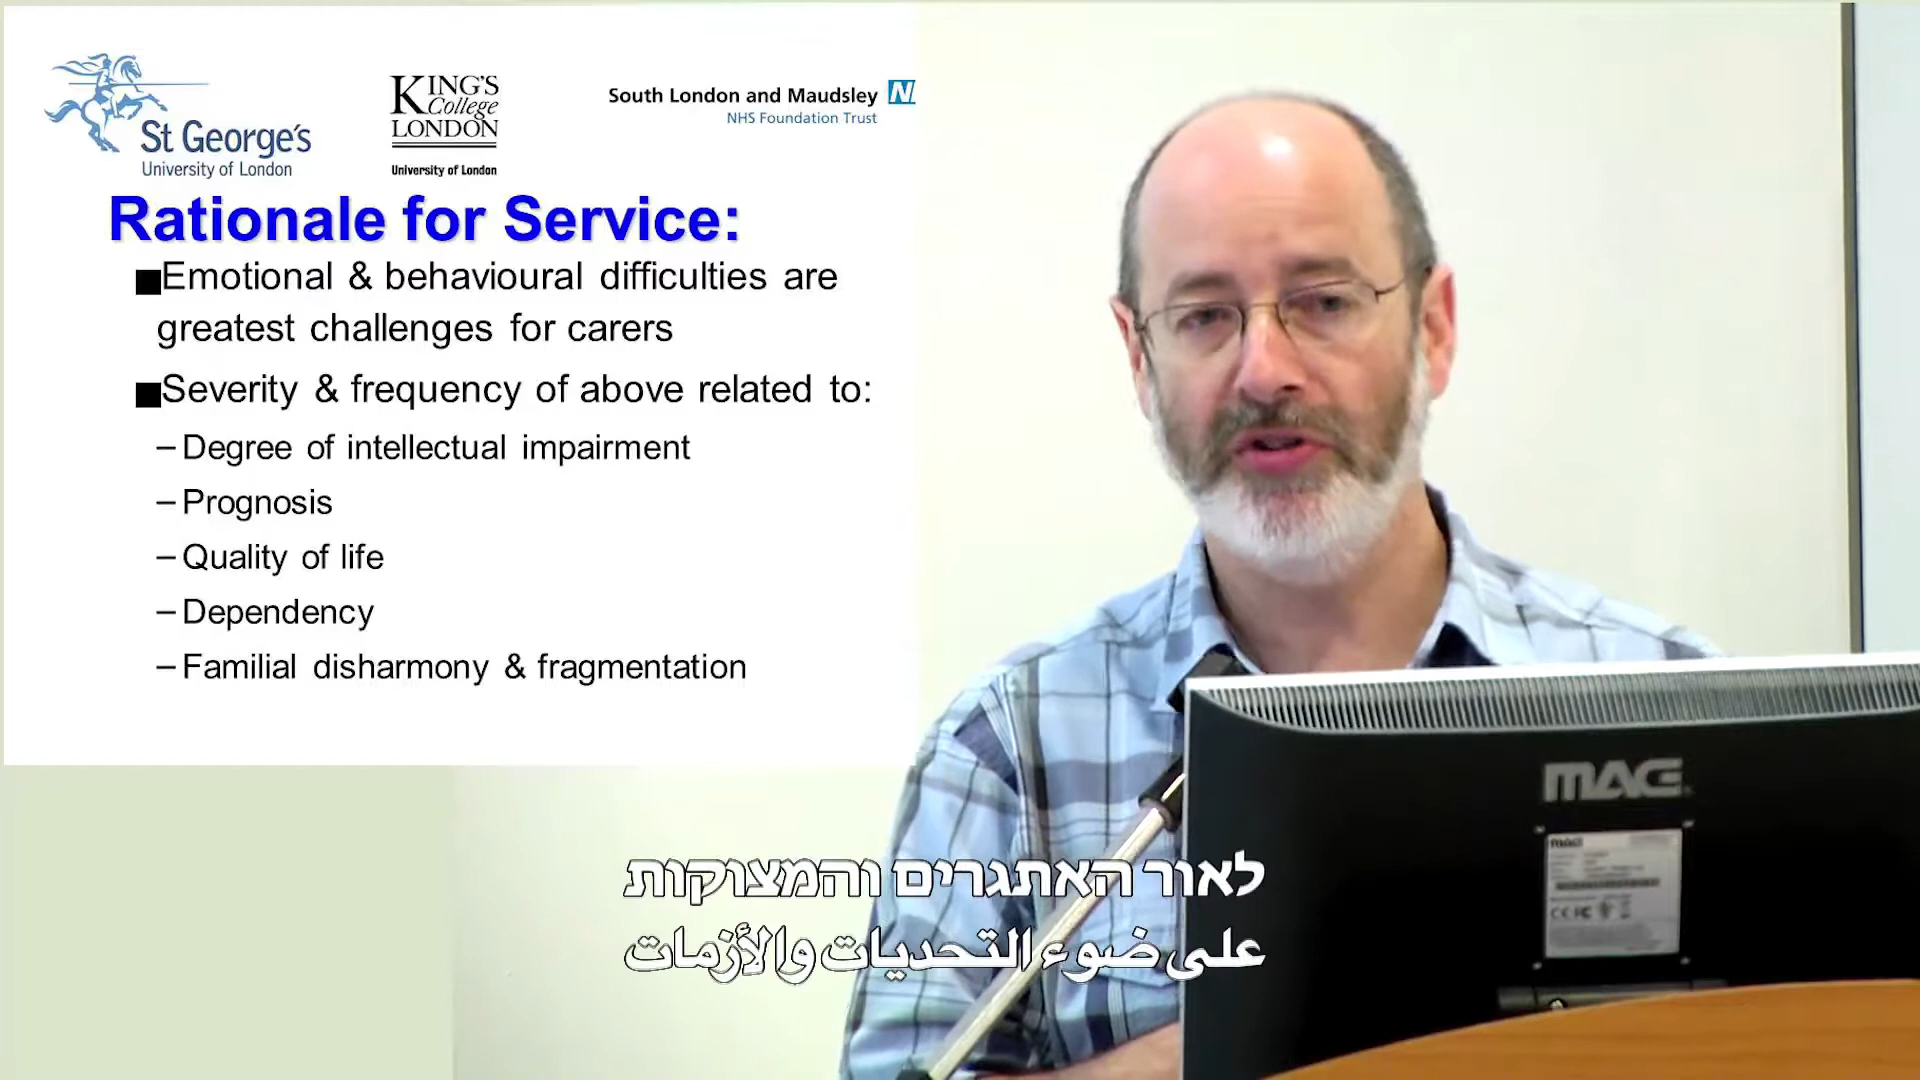 St George's
University of London
KING'S
College
LONDON
University of London
South London and Maudsley
NHS Foundation Trust
Rationale for Service:
Emotional & behavioural difficulties are
greatest challenges for carers
Severity & frequency of above related to:
– Degree of intellectual impairment
– Prognosis
– Quality of life
– Dependency
– Familial disharmony & fragmentation
MAG
לאור האתגרים והמצוקות
على ضوء التحديات والأزمات